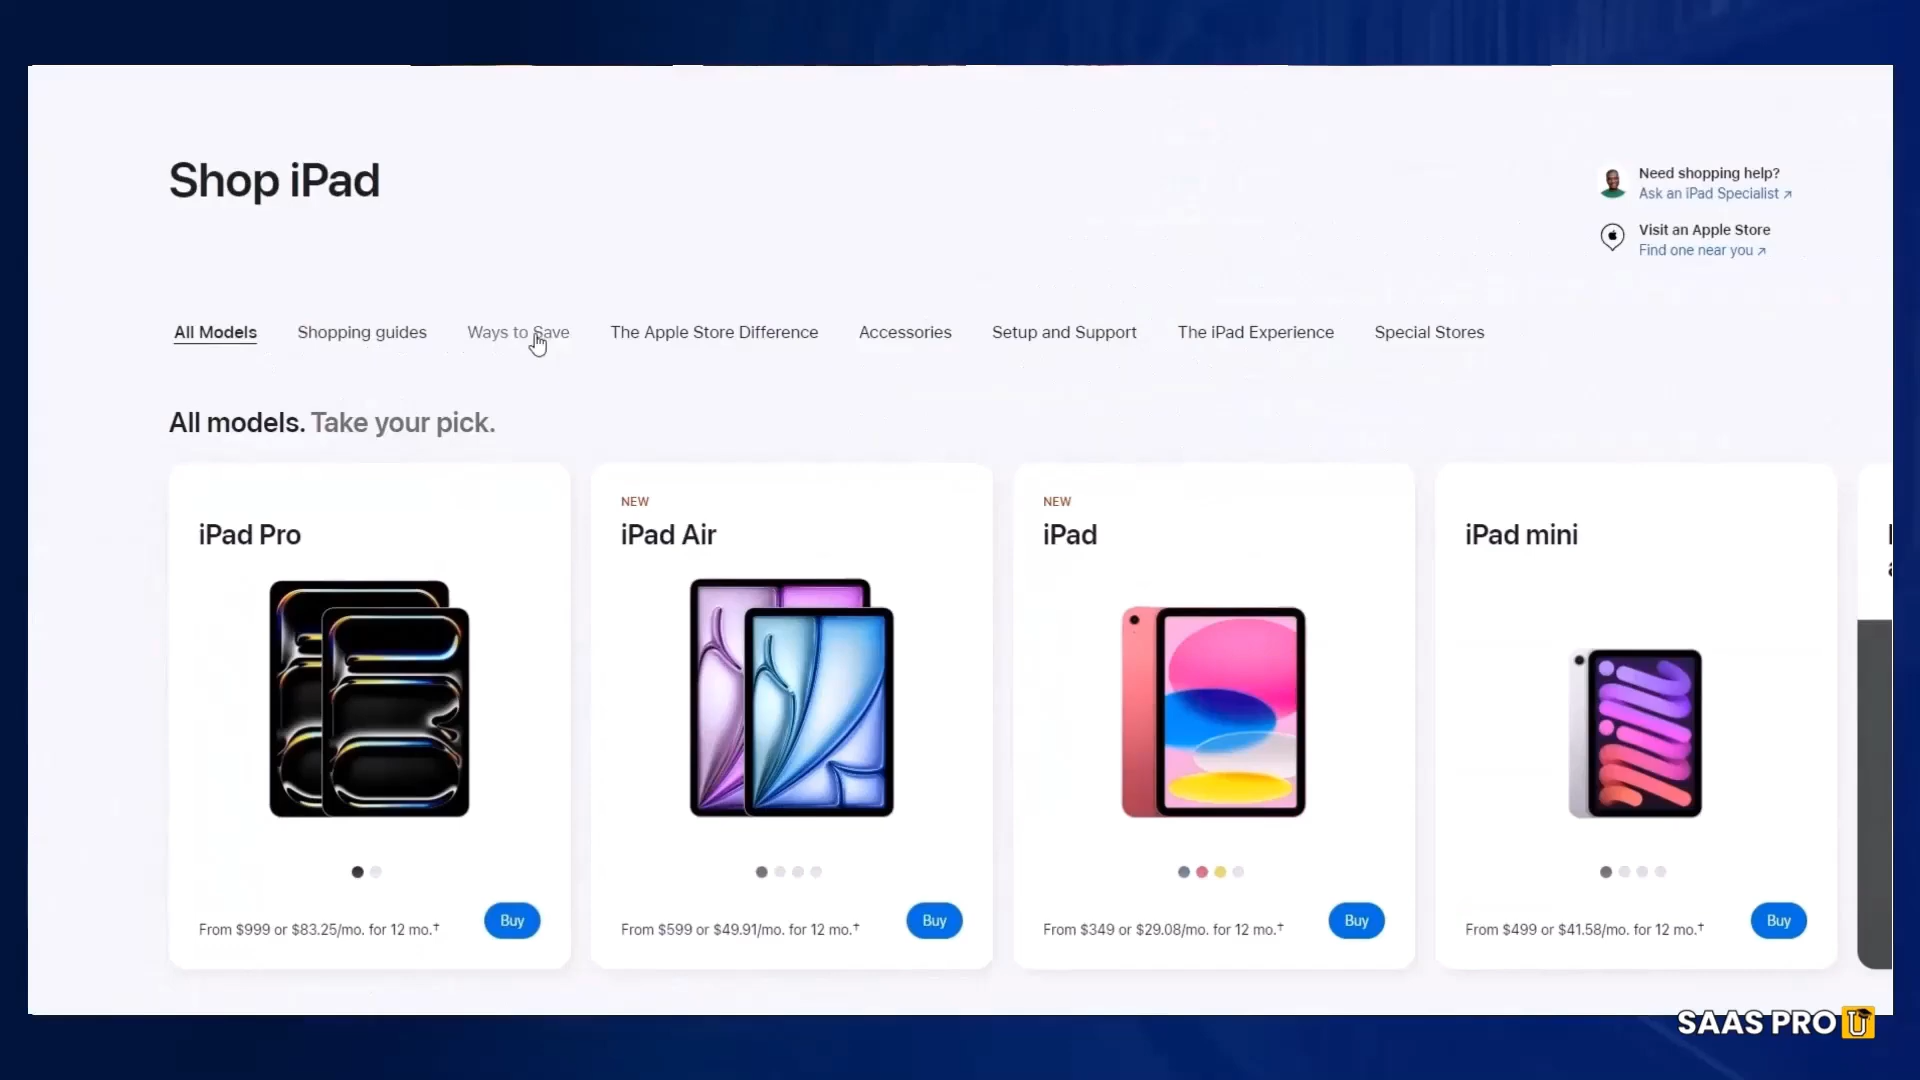 Shop iPad
Need shopping help?
Ask an iPad Specialist ↗
Visit an Apple Store
Find one near you ↗
All Models Shopping guides Ways to Save The Apple Store Difference Accessories Setup and Support The iPad Experience Special Stores
All models. Take your pick.
iPad Pro
From $999 or $83.25/mo. for 12 mo.†
Buy
NEW
iPad Air
From $599 or $49.91/mo. for 12 mo.†
Buy
NEW
iPad
From $349 or $29.08/mo. for 12 mo.†
Buy
iPad mini
From $499 or $41.58/mo. for 12 mo.†
Buy
SAAS PRO U